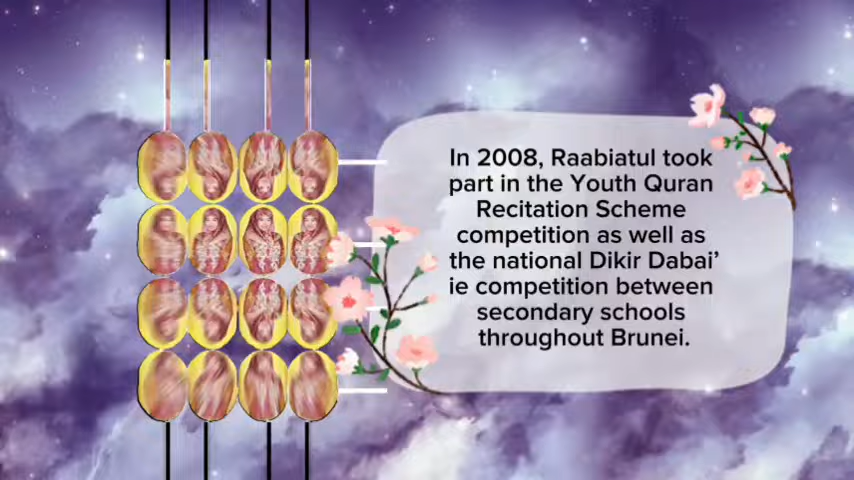 In 2008, Raabiatul took
part in the Youth Quran
Recitation Scheme
competition as well as
the national Dikir Dabai’
ie competition between
secondary schools
throughout Brunei.